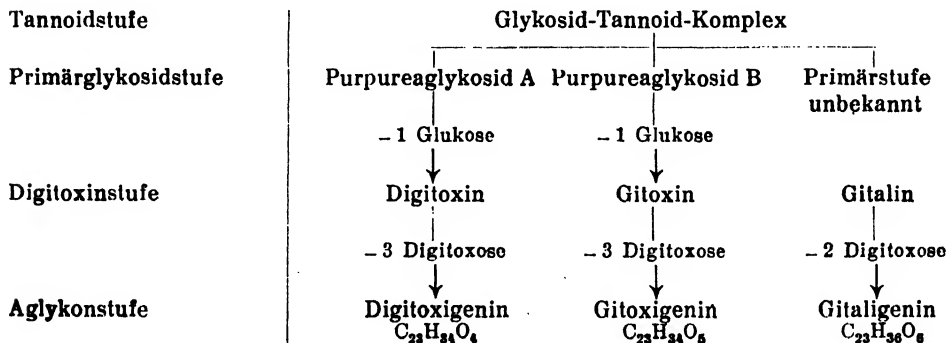 Tannoidstufe Glykosid-Tannoid-Komplex
Primärglykosidstufe Purpureaglykosid A Purpureaglykosid B Primärstufe
unbekannt
– 1 Glukose – 1 Glukose
Digitoxinstufe Digitoxin Gitoxin Gitalin
– 3 Digitoxose – 3 Digitoxose – 2 Digitoxose
Aglykonstufe Digitoxigenin Gitoxigenin Gitaligenin
C₂₃H₃₄O₄ C₂₃H₃₄O₅ C₂₃H₃₆O₆